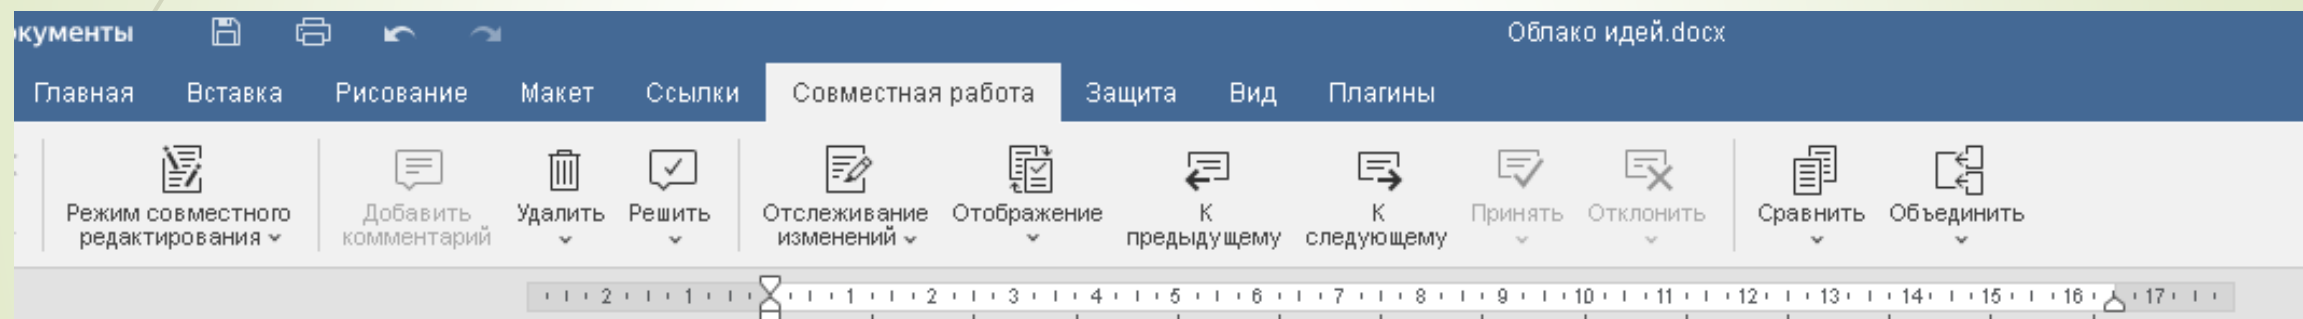 кументы Облако идей.docx
Главная Вставка Рисование Макет Ссылки Совместная работа Защита Вид Плагины
Режим совместного редактирования
Добавить комментарий
Удалить
Решить
Отслеживание изменений
Отображение
К предыдущему
К следующему
Принять
Отклонить
Сравнить
Объединить
2 1 1 2 3 4 5 6 7 8 9 10 11 12 13 14 15 16 17